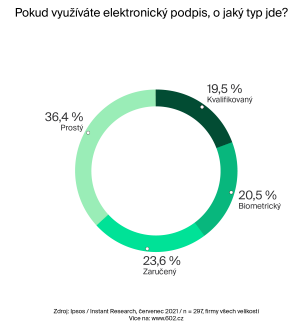 Pokud využíváte elektronický podpis, o jaký typ jde?
19,5 %
Kvalifikovaný
36,4 %
Prostý
20,5 %
Biometrický
23,6 %
Zaručený
Zdroj: Ipsos / Instant Research, červenec 2021 / n = 297, firmy všech velikostí
Více na: www.602.cz